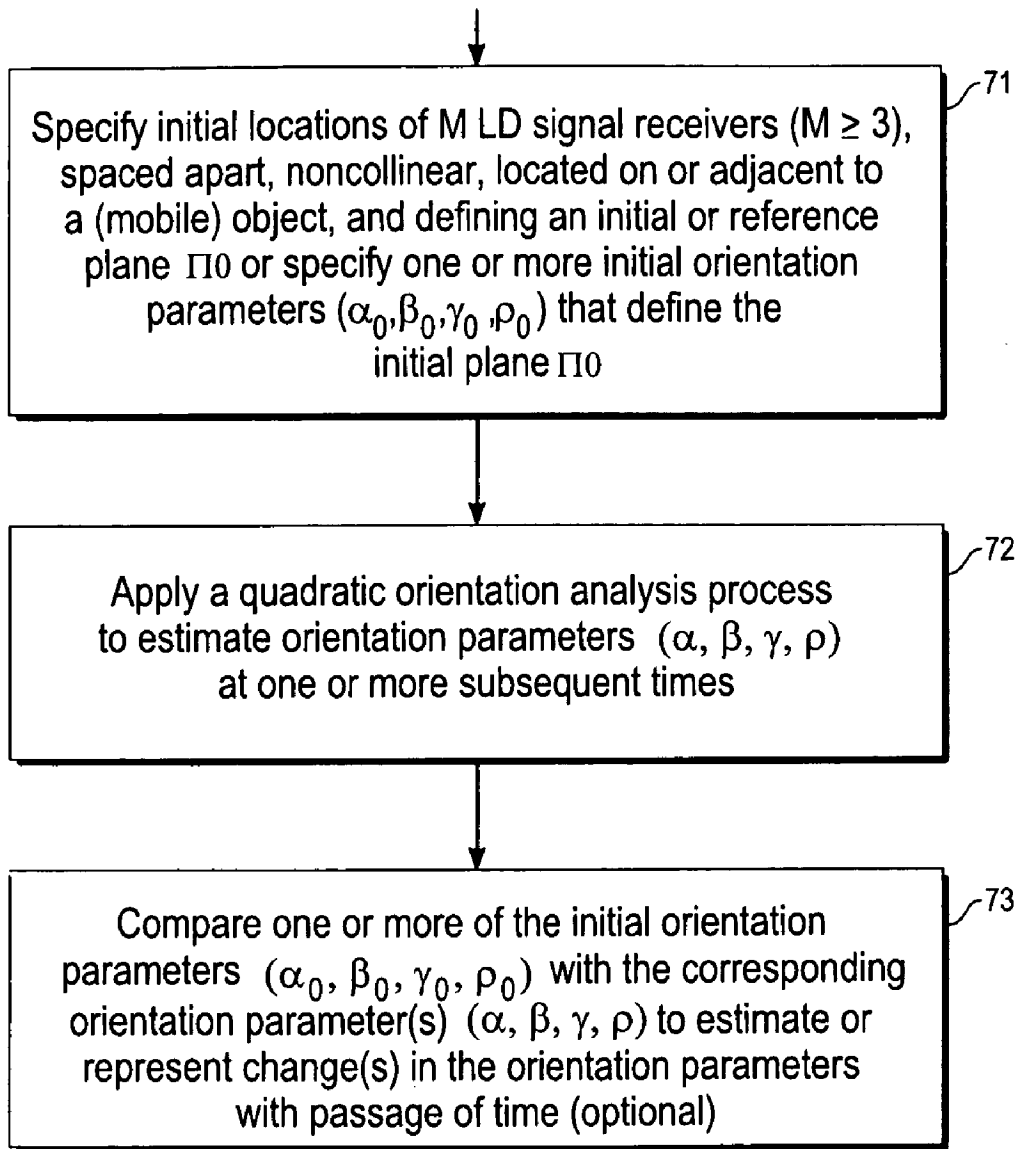 71
Specify initial locations of M LD signal receivers (M ≥ 3),
spaced apart, noncollinear, located on or adjacent to
a (mobile) object, and defining an initial or reference
plane Π0 or specify one or more initial orientation
parameters (α₀,β₀,γ₀,ρ₀) that define the
initial plane Π0
72
Apply a quadratic orientation analysis process
to estimate orientation parameters (α, β, γ, ρ)
at one or more subsequent times
73
Compare one or more of the initial orientation
parameters (α₀, β₀, γ₀, ρ₀) with the corresponding
orientation parameter(s) (α, β, γ, ρ) to estimate or
represent change(s) in the orientation parameters
with passage of time (optional)